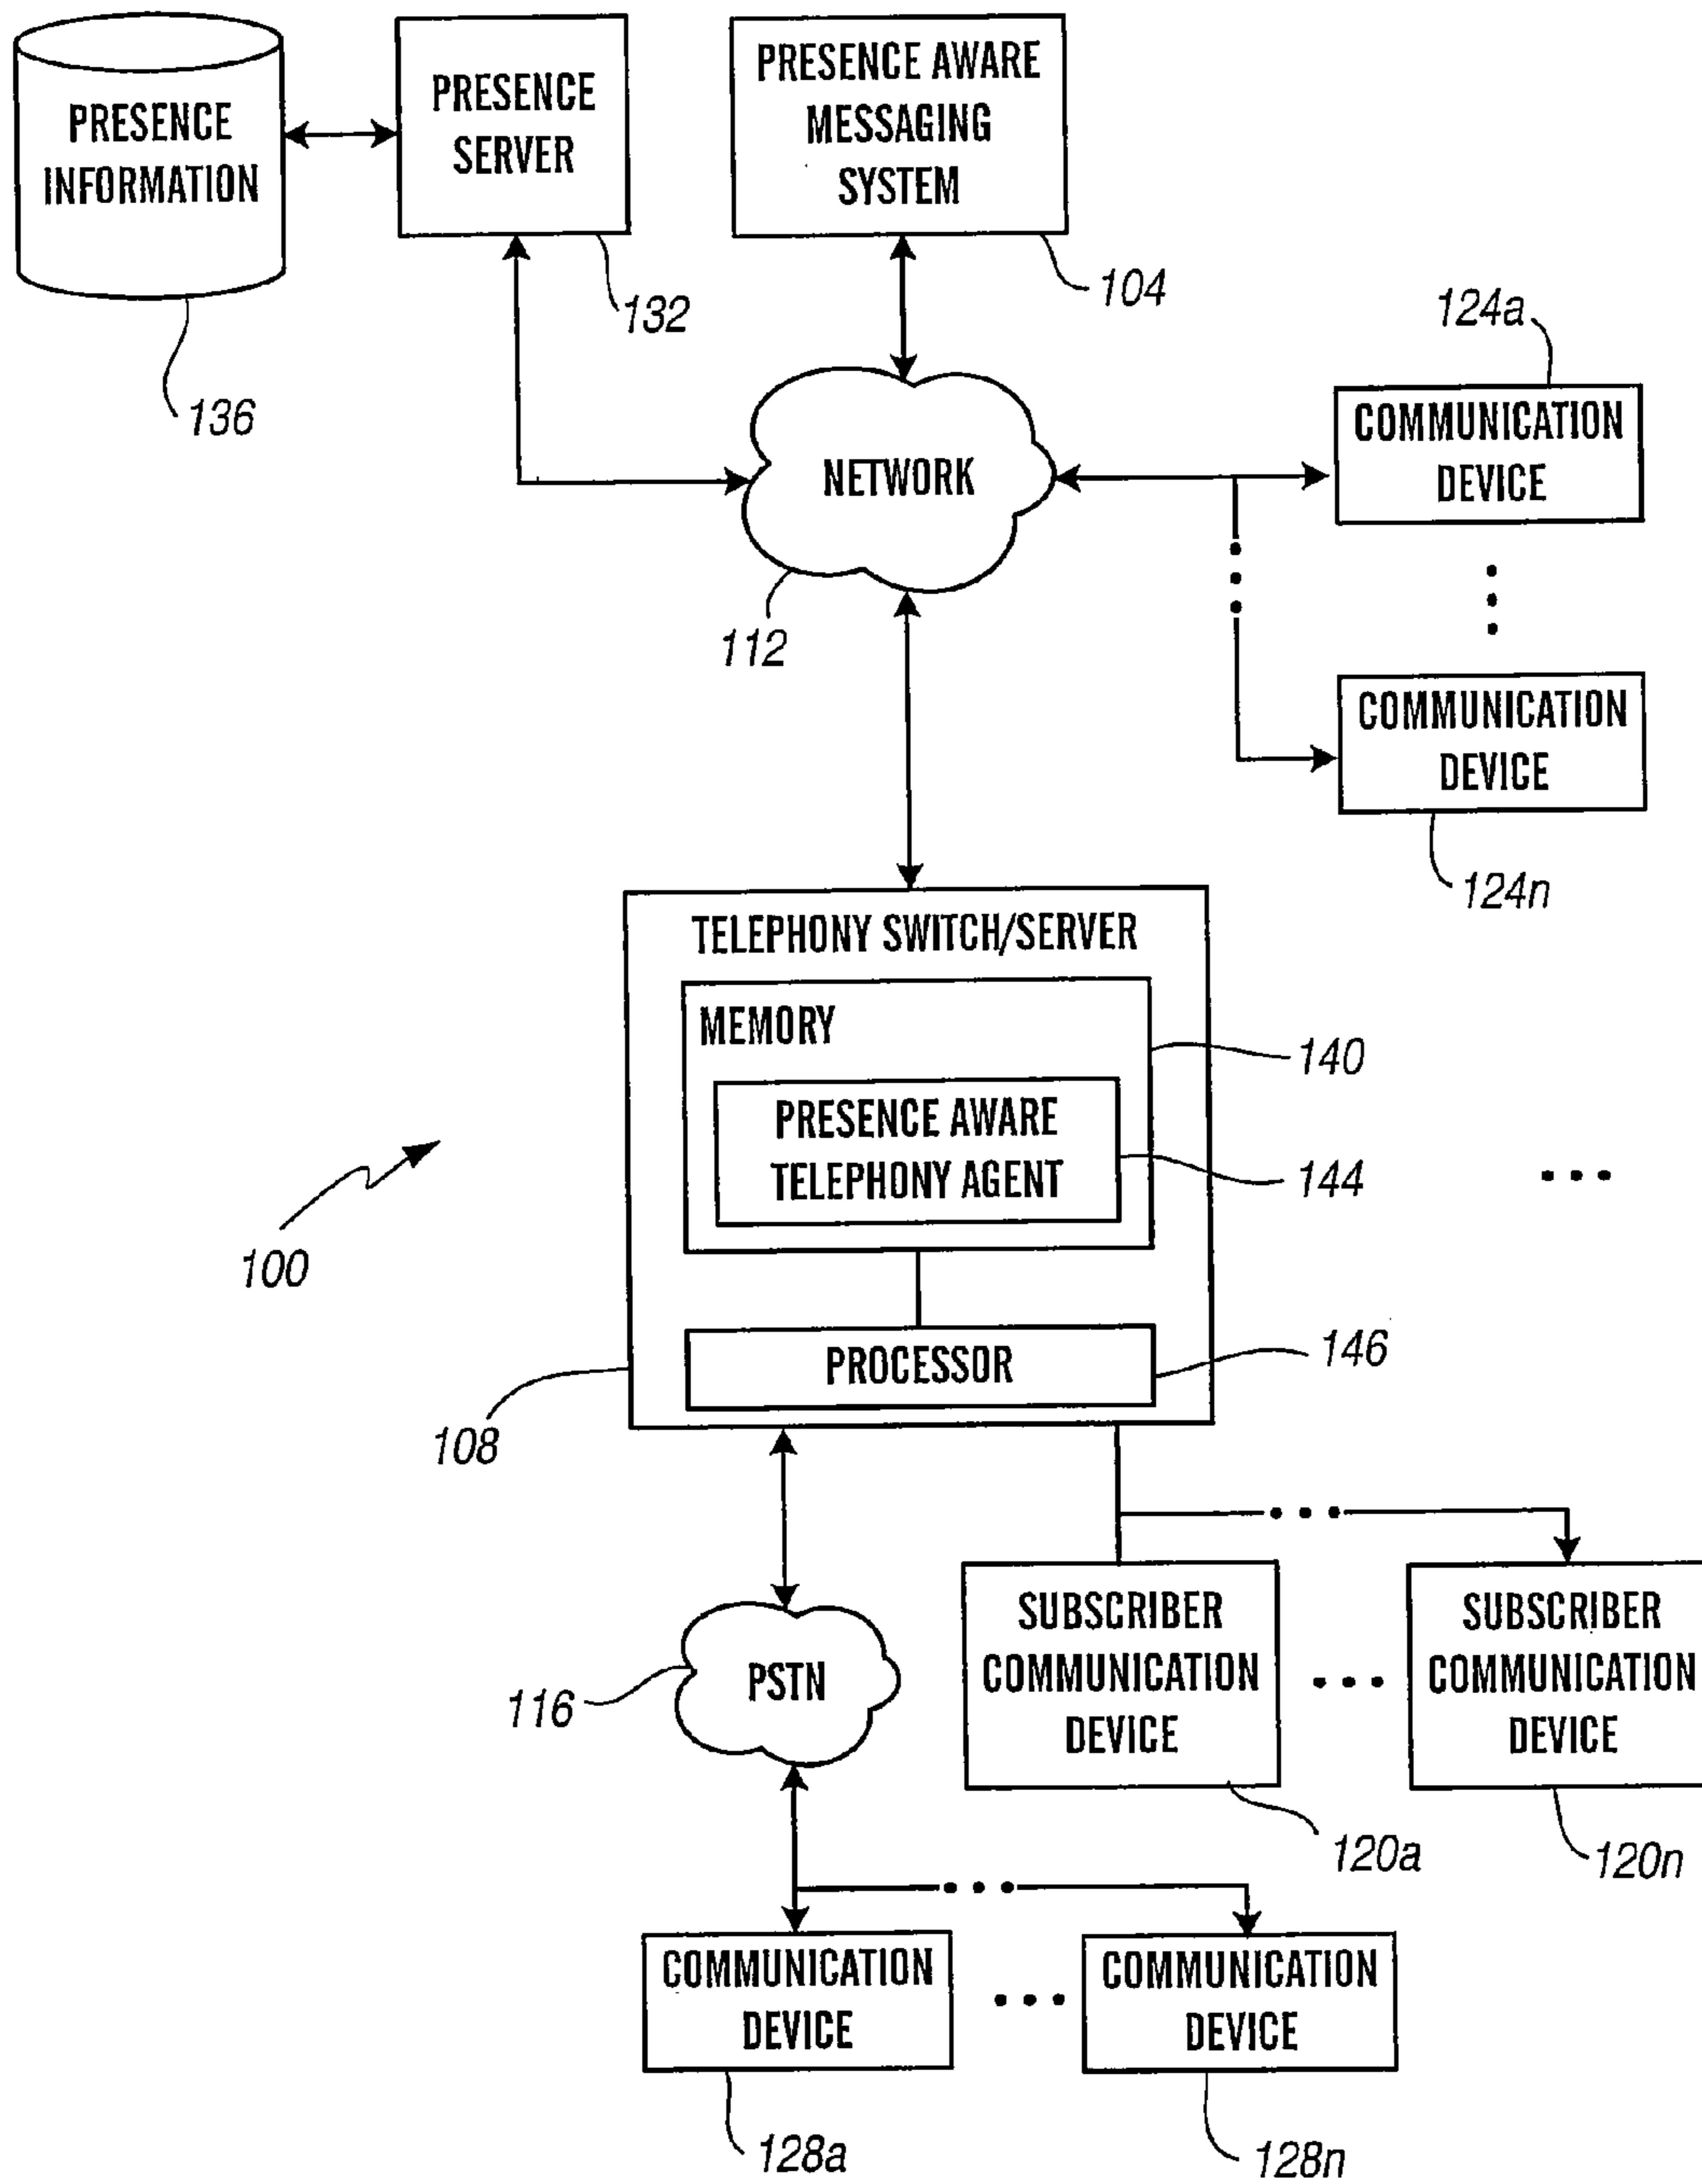 PRESENCE
INFORMATION
136
PRESENCE
SERVER
132
PRESENCE AWARE
MESSAGING
SYSTEM
104
NETWORK
112
124a
COMMUNICATION
DEVICE
COMMUNICATION
DEVICE
124n
TELEPHONY SWITCH/SERVER
MEMORY
140
PRESENCE AWARE
TELEPHONY AGENT
144
100
PROCESSOR
146
108
PSTN
116
SUBSCRIBER
COMMUNICATION
DEVICE
120a
SUBSCRIBER
COMMUNICATION
DEVICE
120n
COMMUNICATION
DEVICE
128a
COMMUNICATION
DEVICE
128n